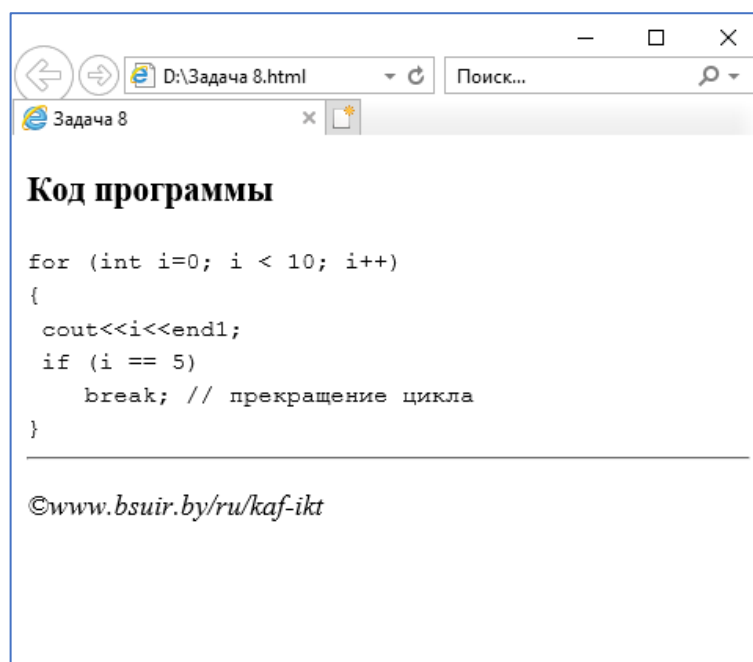 D:\Задача 8.html
Поиск...
Задача 8
Код программы
for (int i=0; i < 10; i++)
{
 cout<<i<<end1;
 if (i == 5)
    break; // прекращение цикла
}
©www.bsuir.by/ru/kaf-ikt